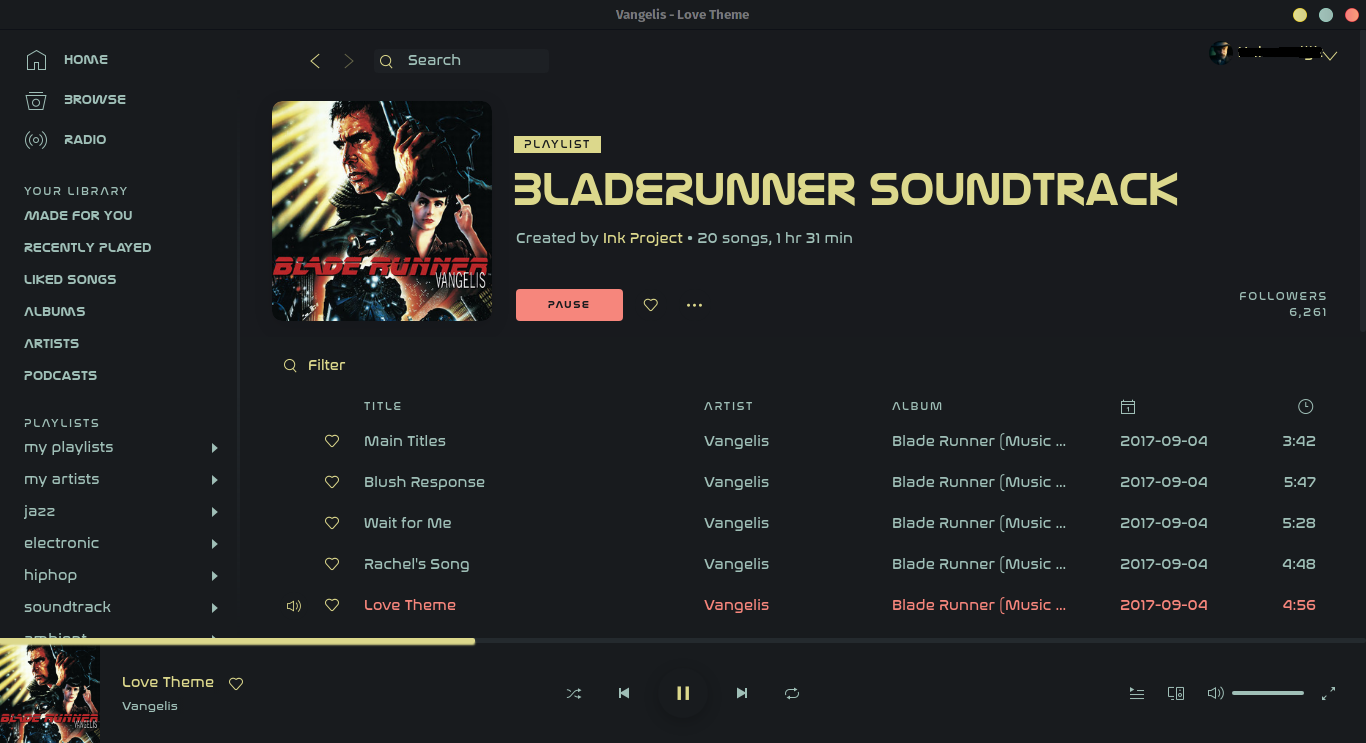 Vangelis - Love Theme
HOME
BROWSE
RADIO
YOUR LIBRARY
MADE FOR YOU
RECENTLY PLAYED
LIKED SONGS
ALBUMS
ARTISTS
PODCASTS
PLAYLISTS
my playlists
my artists
jazz
electronic
hiphop
soundtrack
ambient
Search
BLADE RUNNER
VANGELIS
PLAYLIST
BLADERUNNER SOUNDTRACK
Created by Ink Project • 20 songs, 1 hr 31 min
PAUSE
FOLLOWERS
6,261
Filter
TITLE ARTIST ALBUM
Main Titles Vangelis Blade Runner (Music ... 2017-09-04 3:42
Blush Response Vangelis Blade Runner (Music ... 2017-09-04 5:47
Wait for Me Vangelis Blade Runner (Music ... 2017-09-04 5:28
Rachel's Song Vangelis Blade Runner (Music ... 2017-09-04 4:48
Love Theme Vangelis Blade Runner (Music ... 2017-09-04 4:56
BLADE RUNNER
VANGELIS
Love Theme
Vangelis